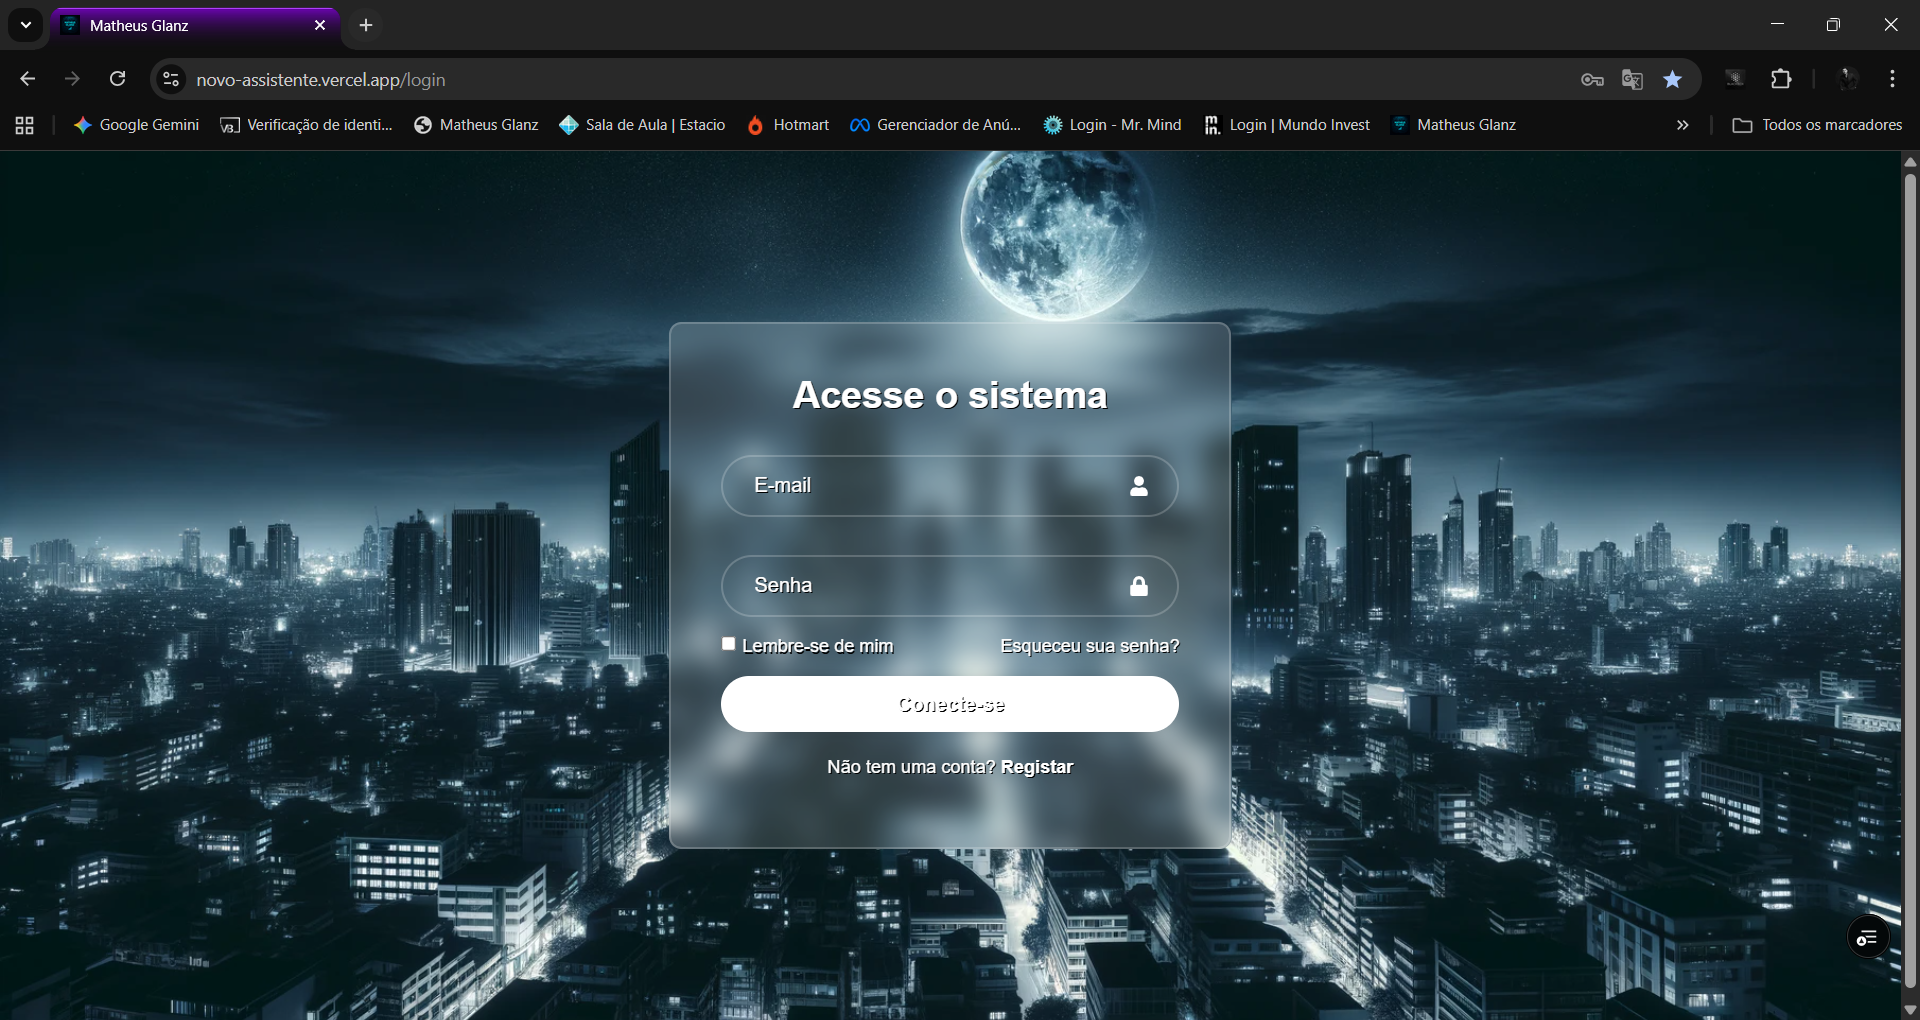 Matheus Glanz
novo-assistente.vercel.app/login
Google Gemini
Verificação de identi...
Matheus Glanz
Sala de Aula | Estacio
Hotmart
Gerenciador de Anú...
Login - Mr. Mind
Login | Mundo Invest
Matheus Glanz
Todos os marcadores
Acesse o sistema
E-mail
Senha
Lembre-se de mim
Esqueceu sua senha?
Conecte-se
Não tem uma conta? Registar